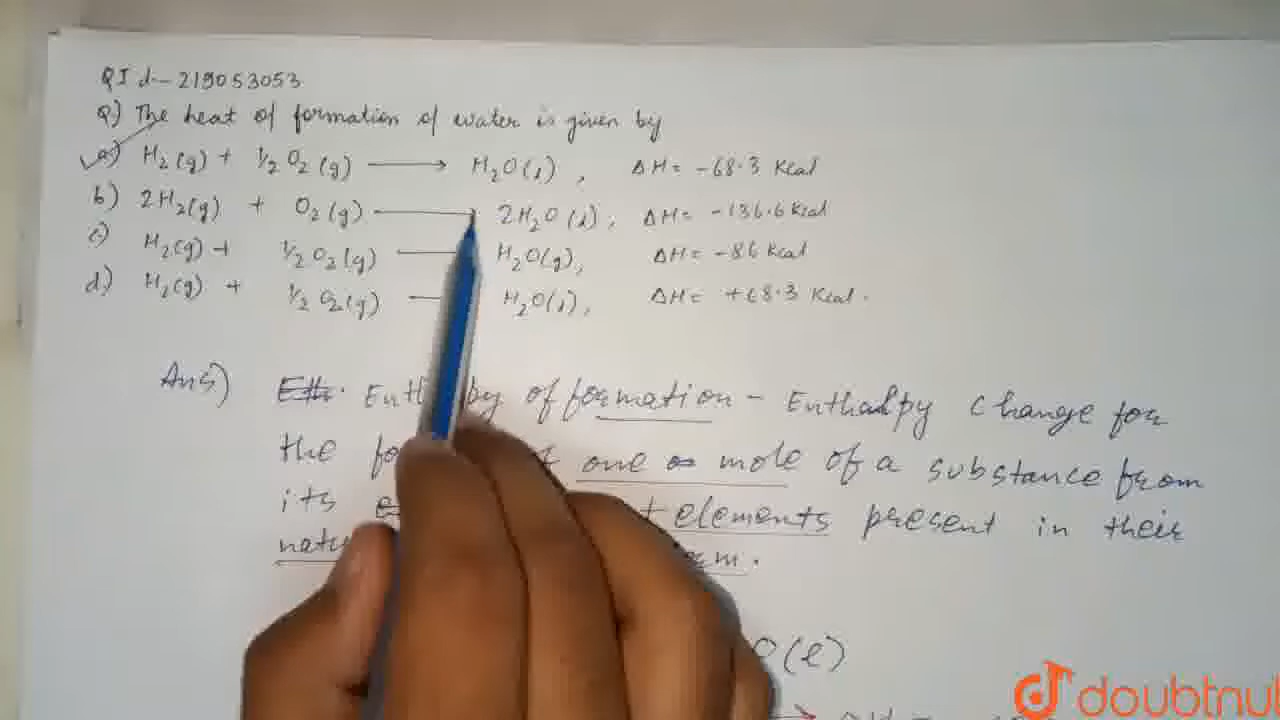 QId-219053053
Q) The heat of formation of water is given by
a) H2(g) + 1/2 O2(g) → H2O(l), ΔH = -68.3 Kcal
b) 2H2(g) + O2(g) → 2H2O(l), ΔH = -136.6 Kcal
c) H2(g) + 1/2 O2(g) — H2O(g), ΔH = -86 Kcal
d) H2(g) + 1/2 O2(g) — H2O(l), ΔH = +68.3 Kcal.
Ans) of formation - Enthalpy change for
the one mole of a substance from
its elements present in their
O(l)
doubtnut